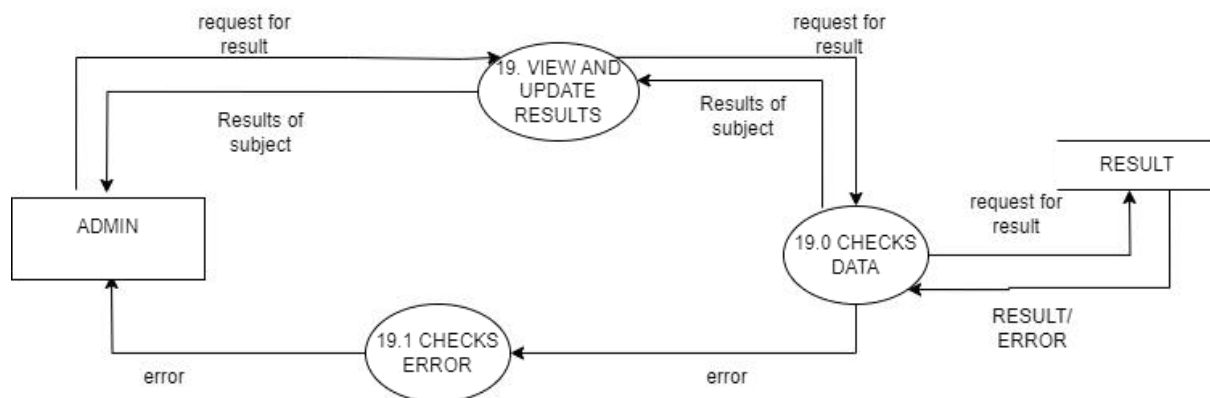 request for
result
request for
result
19. VIEW AND
UPDATE
RESULTS
Results of
subject
Results of
subject
RESULT
ADMIN
request for
result
19.0 CHECKS
DATA
RESULT/
ERROR
19.1 CHECKS
ERROR
error
error